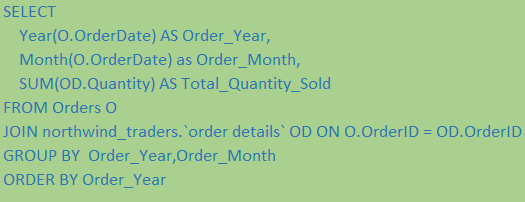 SELECT
    Year(O.OrderDate) AS Order_Year,
    Month(O.OrderDate) as Order_Month,
    SUM(OD.Quantity) AS Total_Quantity_Sold
FROM Orders O
JOIN northwind_traders.`order details` OD ON O.OrderID = OD.OrderID
GROUP BY  Order_Year,Order_Month
ORDER BY Order_Year